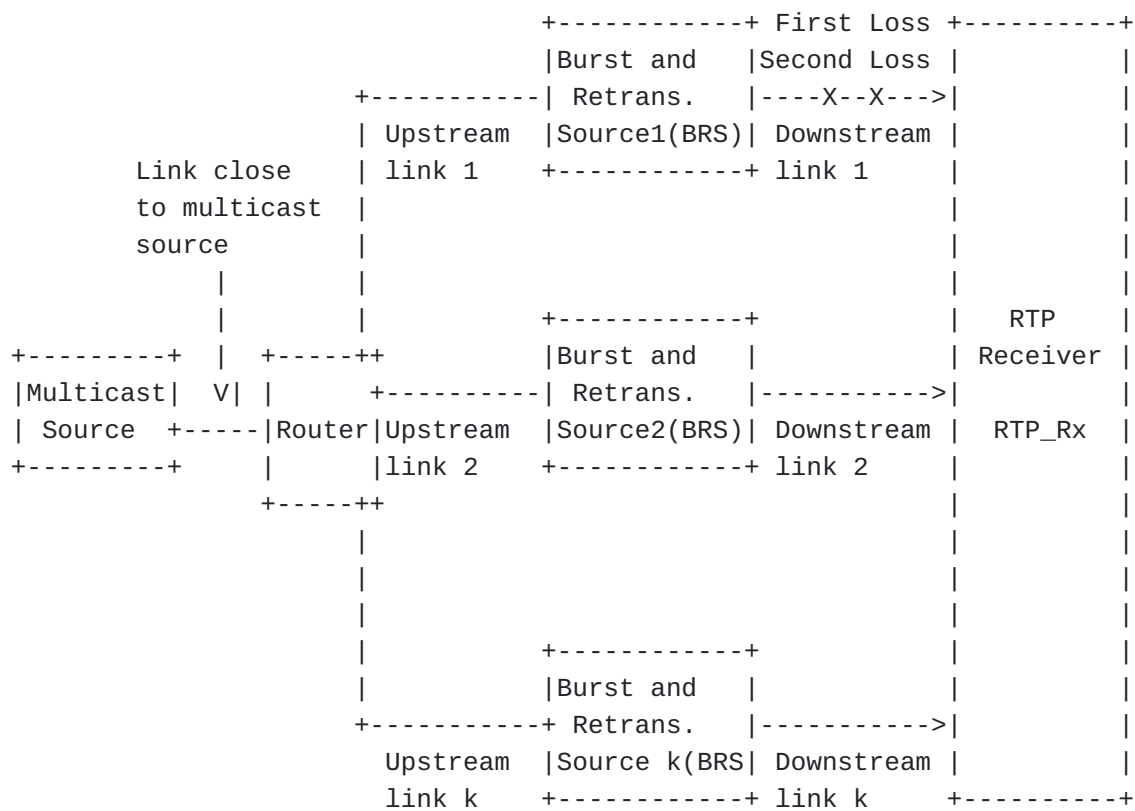 +------------+ First Loss +----------+
|Burst and   |Second Loss |          |
+-----------| Retrans.   |----X--X--->|          |
| Upstream  |Source1(BRS)| Downstream |          |
Link close    | link 1    +------------+ link 1     |          |
to multicast  |                                     |          |
source        |                                     |          |
|       |                                     |          |
|       |         +------------+            |   RTP    |
+---------+  |  +-----++         |Burst and   |            | Receiver |
|Multicast|  V|  |      +----------| Retrans.   |----------->|          |
| Source  +-----|Router|Upstream  |Source2(BRS)| Downstream |  RTP_Rx  |
+---------+     |      |link 2    +------------+ link 2     |          |
+-----++                                    |          |
|                                     |          |
|                                     |          |
|                                     |          |
|           +------------+            |          |
|           |Burst and   |            |          |
+-----------+ Retrans.   |----------->|          |
Upstream  |Source k(BRS| Downstream |          |
link k    +------------+ link k     +----------+